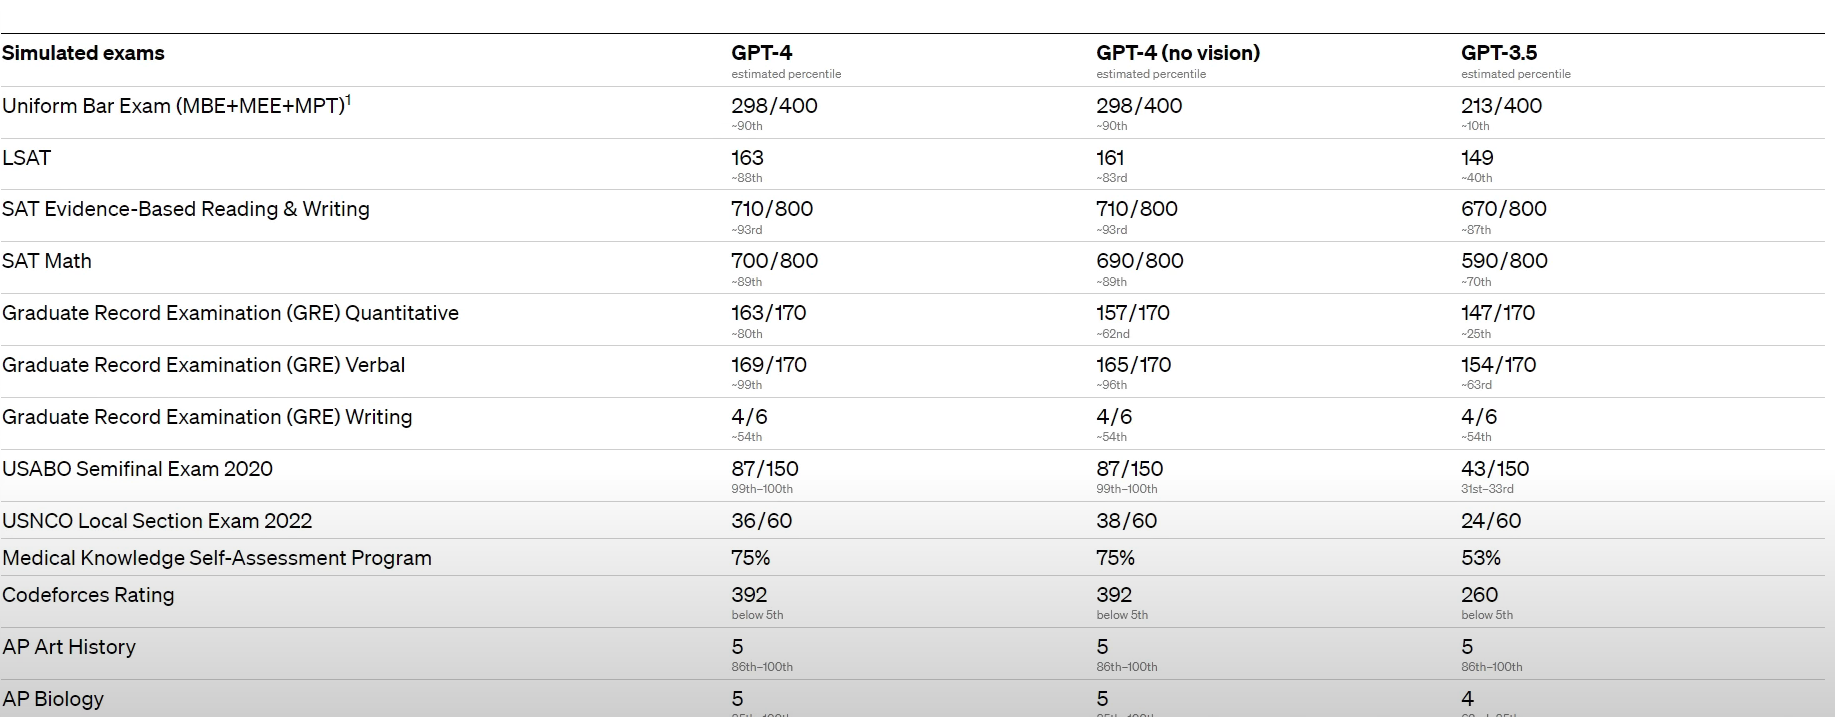 Simulated exams GPT-4 GPT-4 (no vision) GPT-3.5
estimated percentile estimated percentile estimated percentile
Uniform Bar Exam (MBE+MEE+MPT)1 298/400 298/400 213/400
~90th ~90th ~10th
LSAT 163 161 149
~88th ~83rd ~40th
SAT Evidence-Based Reading & Writing 710/800 710/800 670/800
~93rd ~93rd ~87th
SAT Math 700/800 690/800 590/800
~89th ~89th ~70th
Graduate Record Examination (GRE) Quantitative 163/170 157/170 147/170
~80th ~62nd ~25th
Graduate Record Examination (GRE) Verbal 169/170 165/170 154/170
~99th ~96th ~63rd
Graduate Record Examination (GRE) Writing 4/6 4/6 4/6
~54th ~54th ~54th
USABO Semifinal Exam 2020 87/150 87/150 43/150
99th–100th 99th–100th 31st–33rd
USNCO Local Section Exam 2022 36/60 38/60 24/60
Medical Knowledge Self-Assessment Program 75% 75% 53%
Codeforces Rating 392 392 260
below 5th below 5th below 5th
AP Art History 5 5 5
86th–100th 86th–100th 86th–100th
AP Biology 5 5 4